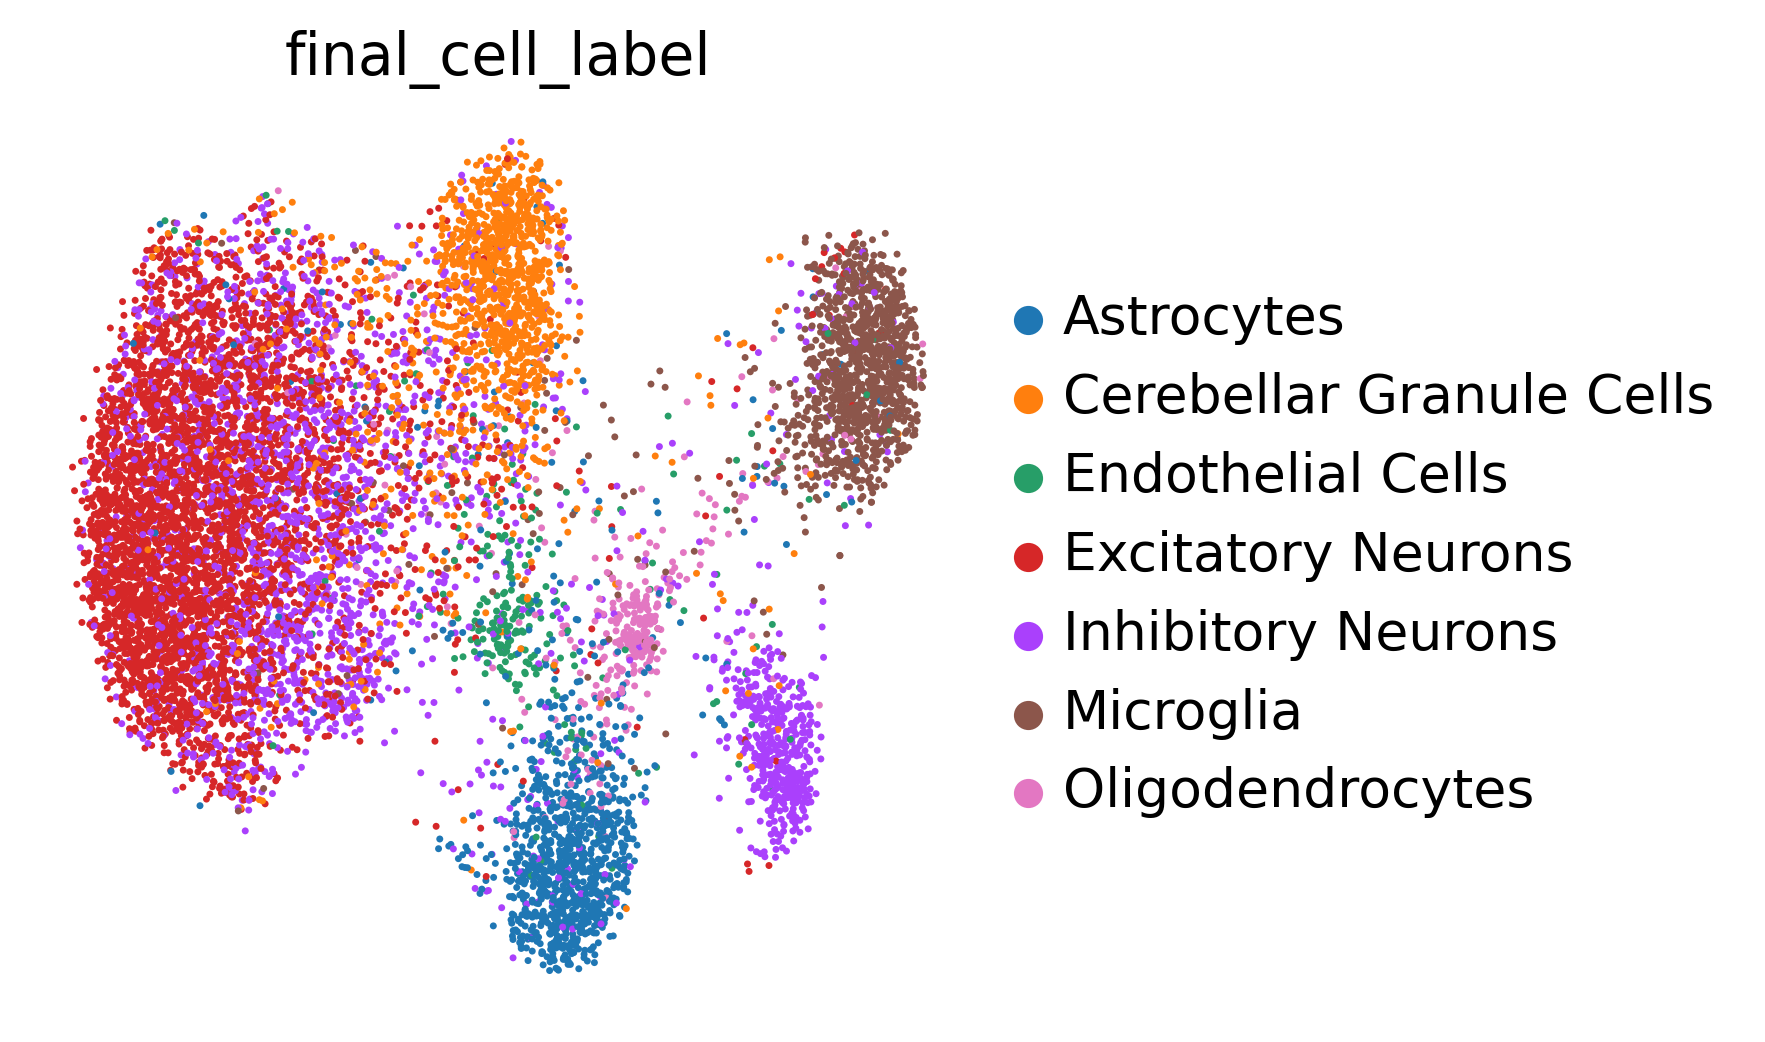 final_cell_label
Astrocytes
Cerebellar Granule Cells
Endothelial Cells
Excitatory Neurons
Inhibitory Neurons
Microglia
Oligodendrocytes